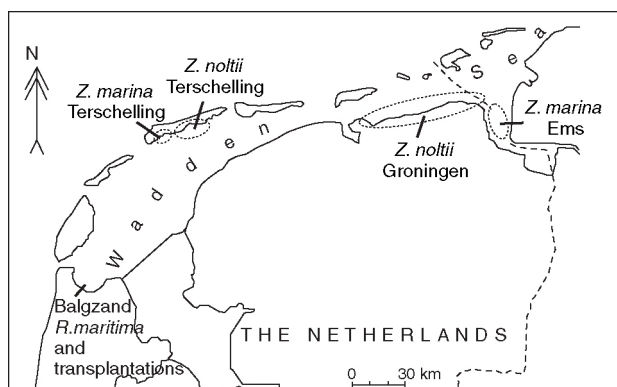 N
Z. marina
Terschelling
Z. noltii
Terschelling
Wadden Sea
Z. marina
Ems
Z. noltii
Groningen
Balgzand
R.maritima
and
transplantations
THE NETHERLANDS
0 30 km